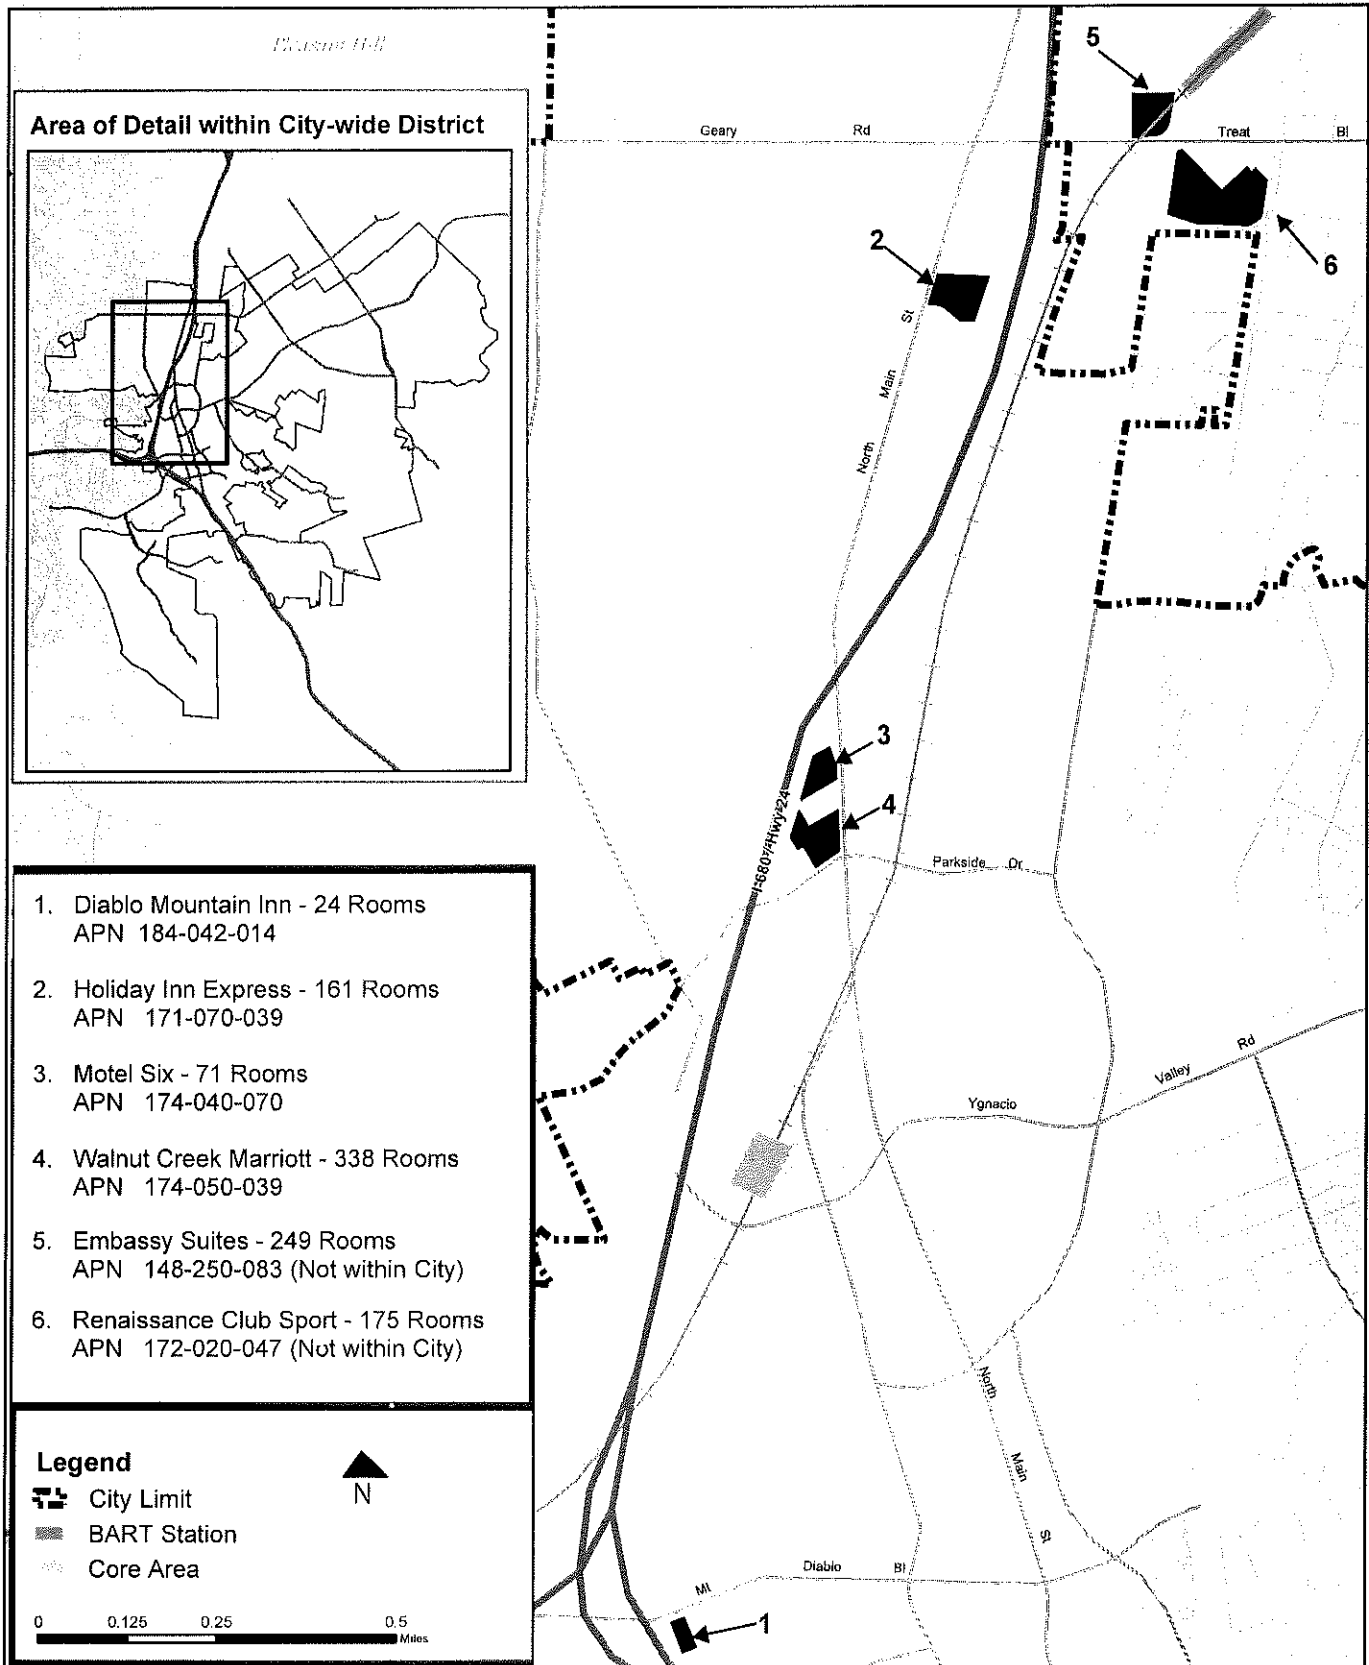 Pleasant Hill
Area of Detail within City-wide District
5
Geary Rd
Treat Bl
2
6
North Main St
3
4
I-680 / Hwy 24
Parkside Dr
1. Diablo Mountain Inn - 24 Rooms
APN 184-042-014
2. Holiday Inn Express - 161 Rooms
APN 171-070-039
3. Motel Six - 71 Rooms
APN 174-040-070
4. Walnut Creek Marriott - 338 Rooms
APN 174-050-039
5. Embassy Suites - 249 Rooms
APN 148-250-083 (Not within City)
6. Renaissance Club Sport - 175 Rooms
APN 172-020-047 (Not within City)
Ygnacio Valley Rd
North Main St
Mt Diablo Bl
1
Legend
N
City Limit
BART Station
Core Area
0 0.125 0.25 0.5
Miles